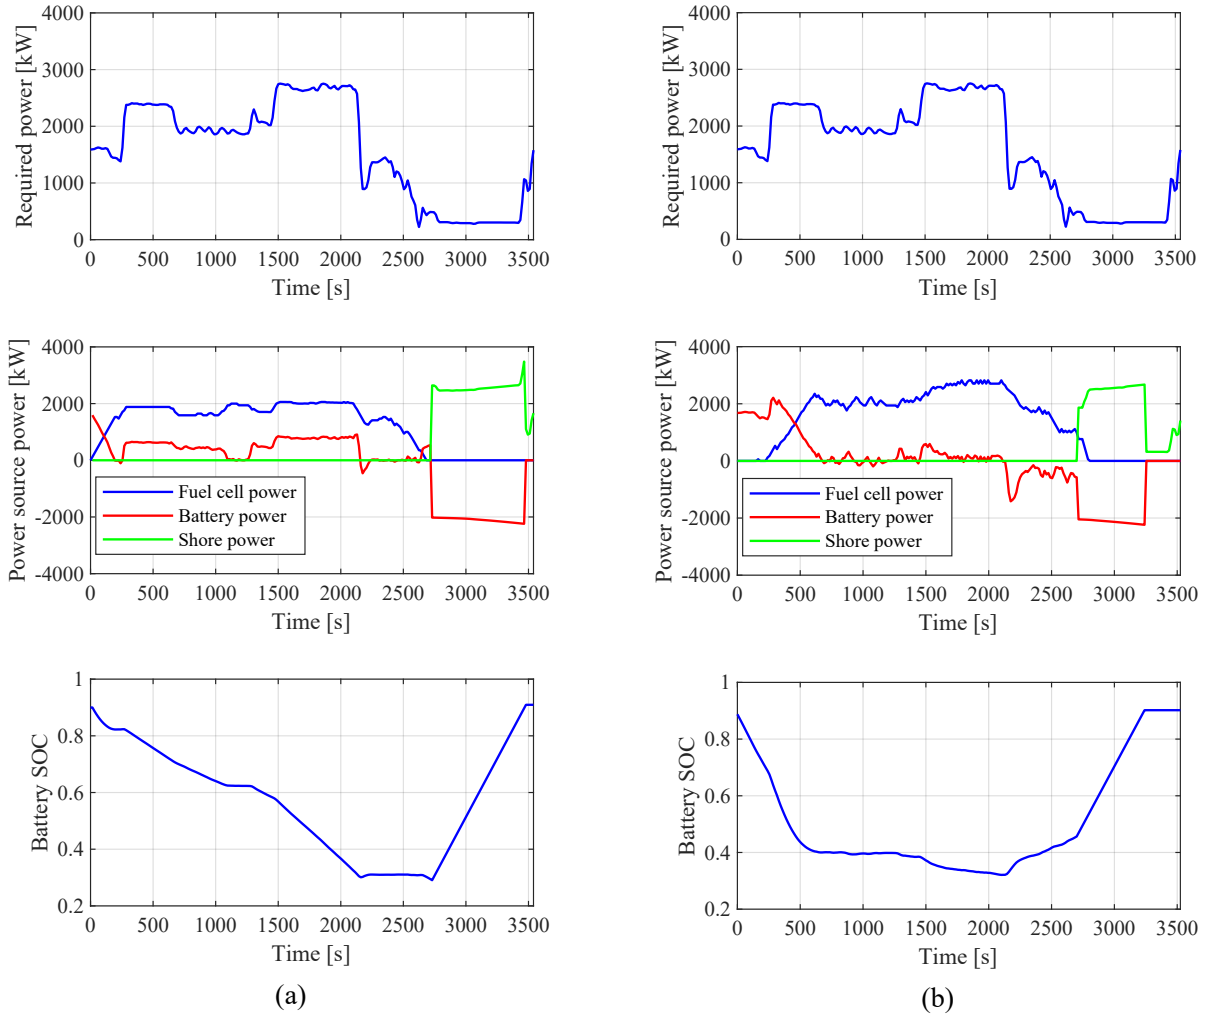 4000
3000
2000
1000
0
Required power [kW]
0 500 1000 1500 2000 2500 3000 3500
Time [s]
4000
3000
2000
1000
0
Required power [kW]
0 500 1000 1500 2000 2500 3000 3500
Time [s]
4000
2000
0
-2000
-4000
Power source power [kW]
Fuel cell power
Battery power
Shore power
0 500 1000 1500 2000 2500 3000 3500
Time [s]
4000
2000
0
-2000
-4000
Power source power [kW]
Fuel cell power
Battery power
Shore power
0 500 1000 1500 2000 2500 3000 3500
Time [s]
1
0.8
0.6
0.4
0.2
Battery SOC
0 500 1000 1500 2000 2500 3000 3500
Time [s]
(a)
1
0.8
0.6
0.4
0.2
Battery SOC
0 500 1000 1500 2000 2500 3000 3500
Time [s]
(b)